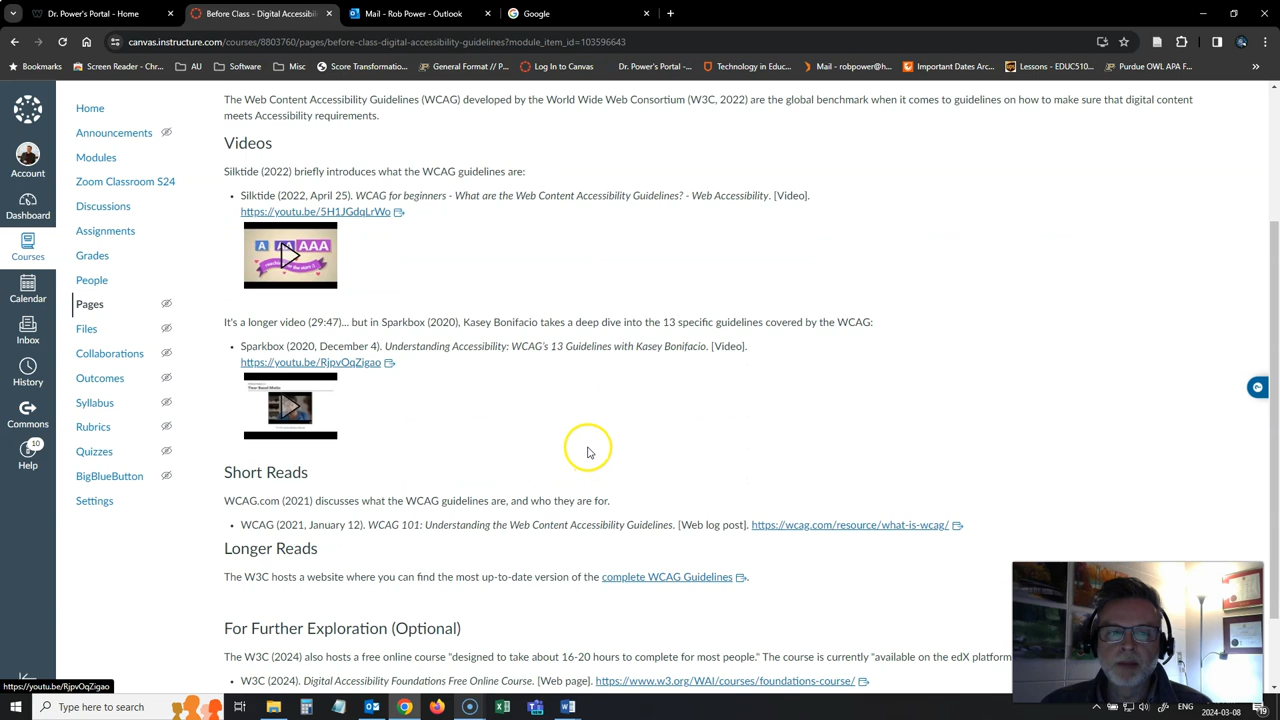 Dr. Power's Portal - Home
Before Class - Digital Accessibi
Mail - Rob Power - Outlook
Google
canvas.instructure.com/courses/8803760/pages/before-class-digital-accessibility-guidelines?module_item_id=103596643
Courses
Denchaway Sanctu...
AU
Misc
Score Transformati...
General Format // P...
Log In to Canvas
Dr. Power's Portal -...
Technology in Educ...
Mail - robpower@h...
Important Dates Ar...
Lessons - EDUC510...
Purdue OWL APA F...
Account
Dashboard
Courses
Calendar
Inbox
History
Commons
10
Help
Home
Announcements
Modules
Zoom Classroom S24
Discussions
Assignments
Grades
People
Pages
Files
Collaborations
Outcomes
Syllabus
Rubrics
Quizzes
BigBlueButton
Settings
The Web Content Accessibility Guidelines (WCAG) developed by the World Wide Web Consortium (W3C, 2022) are the global benchmark when it comes to guidelines on how to make sure that digital content
meets Accessibility requirements.
Videos
Silktide (2022) briefly introduces what the WCAG guidelines are:
• Silktide (2022, April 25). WCAG for beginners - What are the Web Content Accessibility Guidelines? - Web Accessibility. [Video].
https://youtu.be/5H1JGdqLrWo
A AA AAA
It's a longer video (29:47)... but in Sparkbox (2020), Kasey Bonifacio takes a deep dive into the 13 specific guidelines covered by the WCAG:
• Sparkbox (2020, December 4). Understanding Accessibility: WCAG's 13 Guidelines with Kasey Bonifacio. [Video].
https://youtu.be/RjpvOqZigao
Short Reads
WCAG.com (2021) discusses what the WCAG guidelines are, and who they are for.
• WCAG (2021, January 12). WCAG 101: Understanding the Web Content Accessibility Guidelines. [Web log post]. https://wcag.com/resource/what-is-wcag/
Longer Reads
The W3C hosts a website where you can find the most up-to-date version of the complete WCAG Guidelines.
For Further Exploration (Optional)
The W3C (2024) also hosts a free online course "designed to take about 16-20 hours to complete for most people." The course is currently "available on the edX platform
• W3C (2024). Digital Accessibility Foundations Free Online Course. [Web page]. https://www.w3.org/WAI/courses/foundations-course/
https://youtu.be/RjpvOqZigao
Type here to search
2024-03-08
19